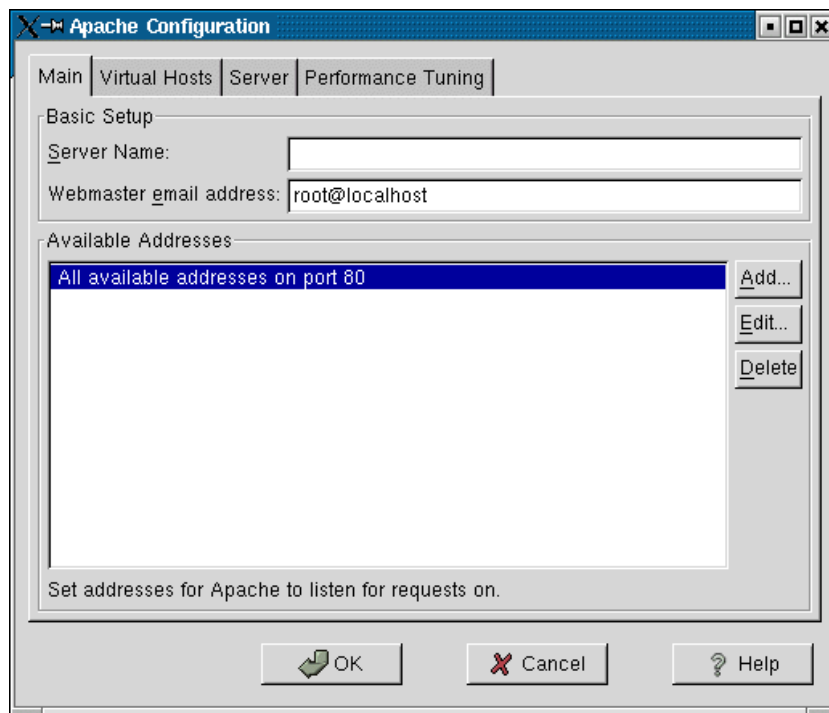 Apache Configuration
Main Virtual Hosts Server Performance Tuning
Basic Setup
Server Name:
Webmaster email address: root@localhost
Available Addresses
All available addresses on port 80
Add...
Edit...
Delete
Set addresses for Apache to listen for requests on.
OK Cancel Help